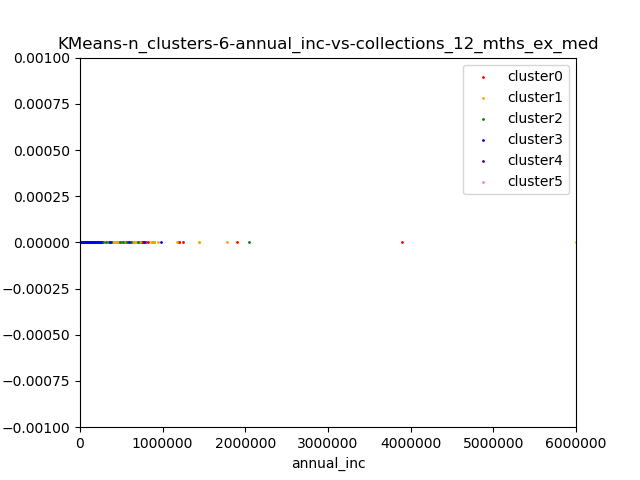 KMeans-n_clusters-6-annual_inc-vs-collections_12_mths_ex_med
0.00100
0.00075
0.00050
0.00025
0.00000
−0.00025
−0.00050
−0.00075
−0.00100
cluster0
cluster1
cluster2
cluster3
cluster4
cluster5
0 1000000 2000000 3000000 4000000 5000000 6000000
annual_inc